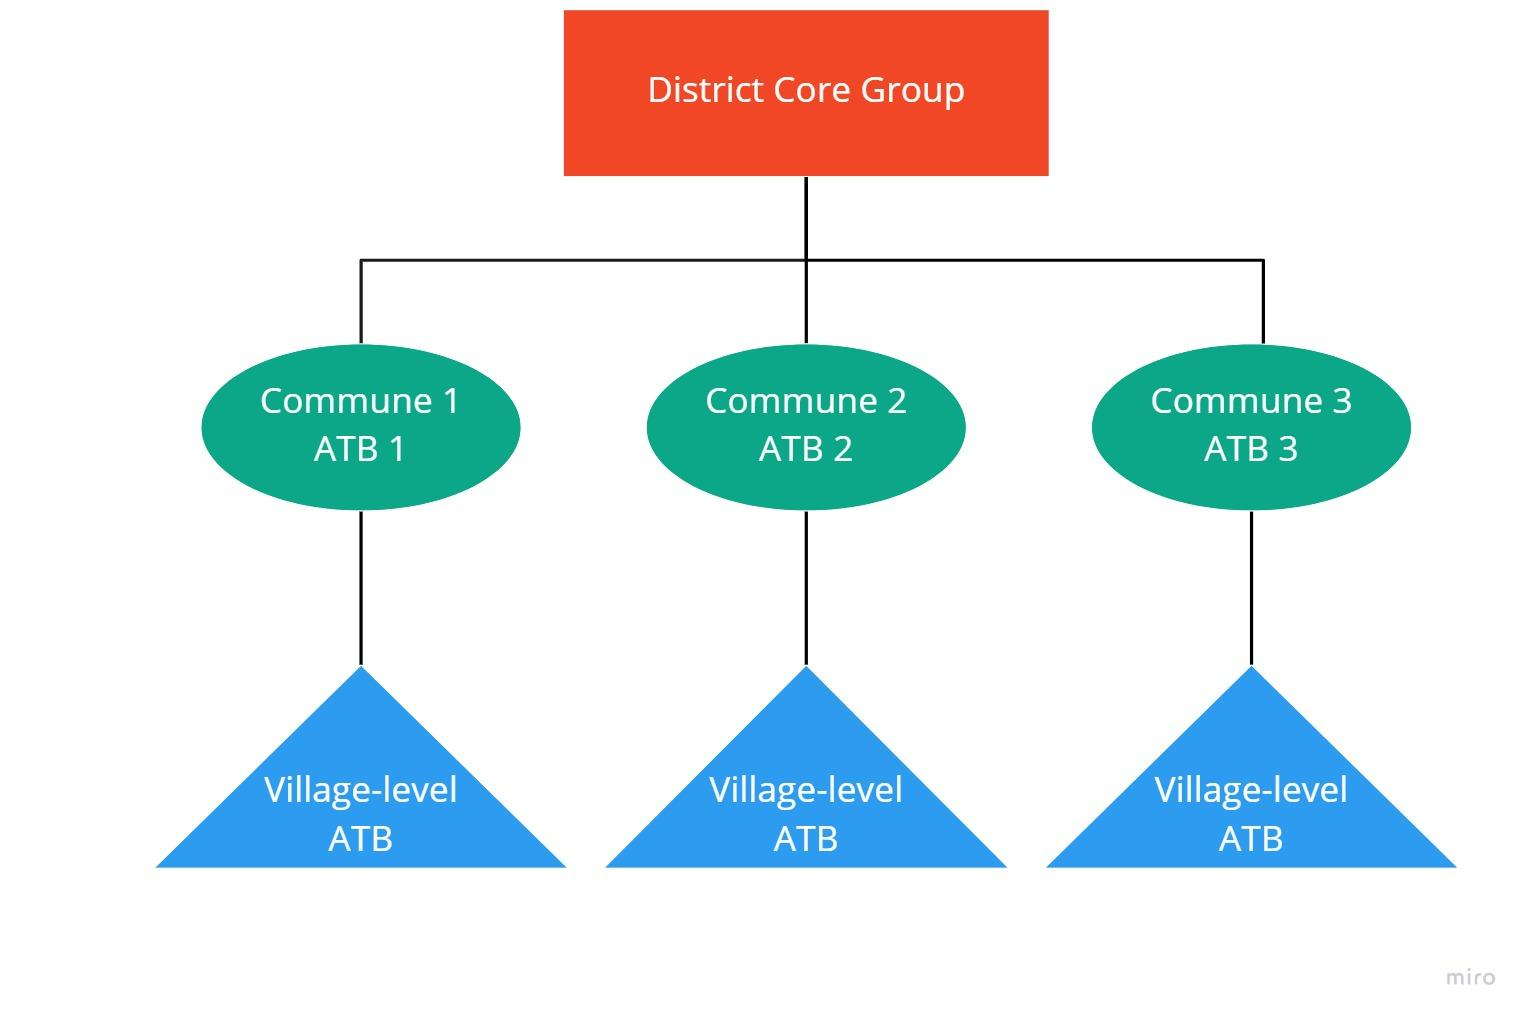 District Core Group
Commune 1
ATB 1
Commune 2
ATB 2
Commune 3
ATB 3
Village-level
ATB
Village-level
ATB
Village-level
ATB
miro